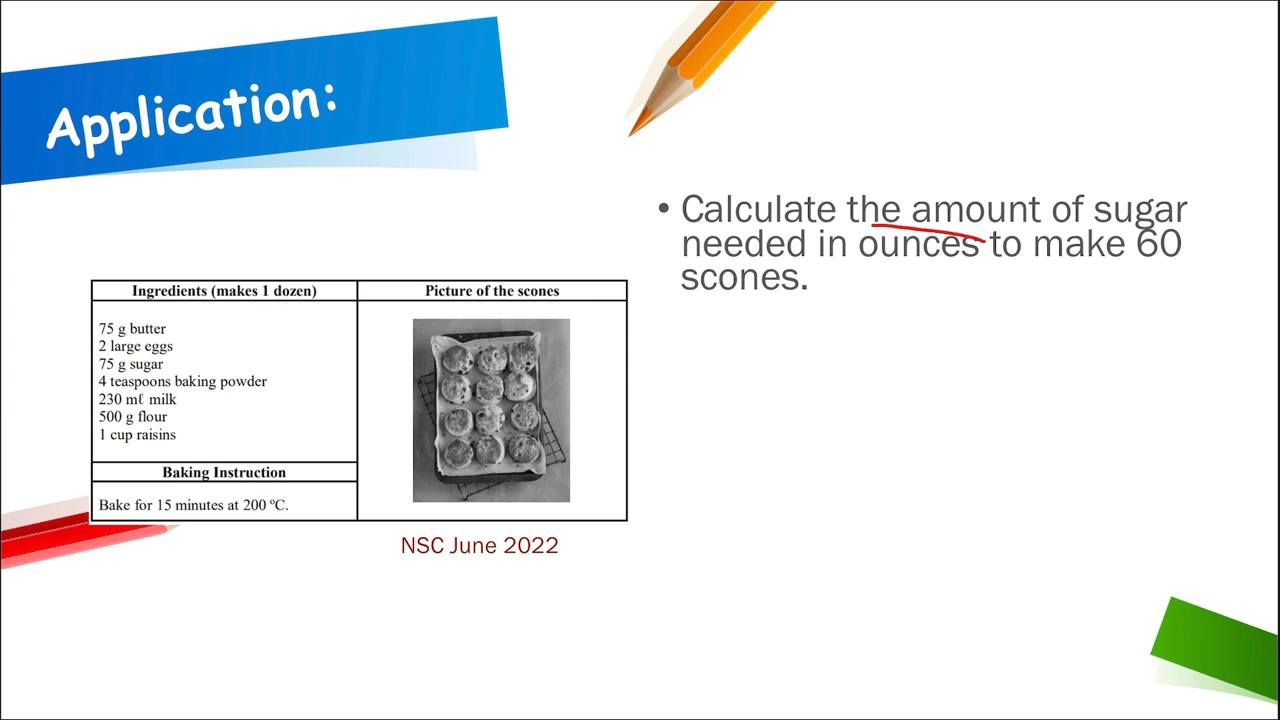 Application:
• Calculate the amount of sugar
needed in ounces to make 60
scones.
Ingredients (makes 1 dozen)
75 g butter
2 large eggs
75 g sugar
4 teaspoons baking powder
230 mℓ milk
500 g flour
1 cup raisins
Baking Instruction
Bake for 15 minutes at 200 ºC.
Picture of the scones
NSC June 2022